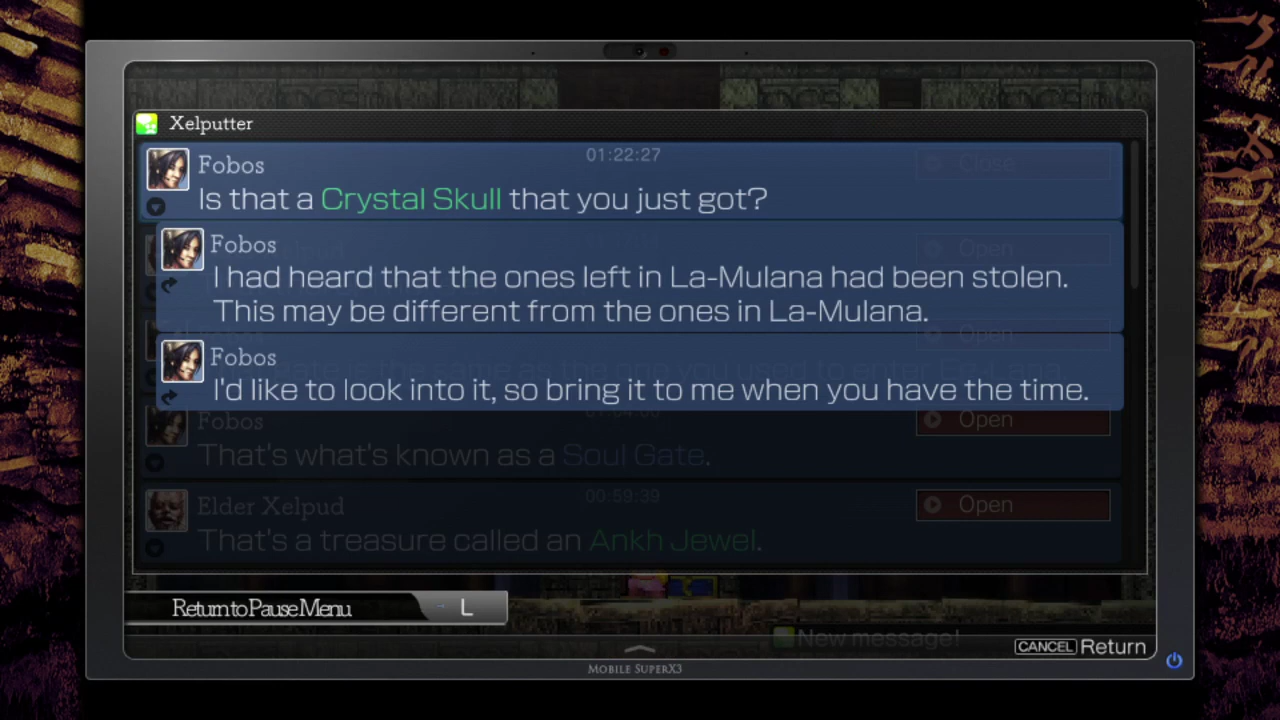 Xelputter
Fobos
01:22:27
Close
Is that a Crystal Skull that you just got?
Fobos
Open
I had heard that the ones left in La-Mulana had been stolen.
This may be different from the ones in La-Mulana.
Open
Fobos
I'd like to look into it, so bring it to me when you have the time.
Fobos
Open
That's what's known as a Soul Gate.
Elder Xelpud
00:59:39
Open
That's a treasure called an Ankh Jewel.
Return to Pause Menu
L
New message!
CANCEL Return
MOBILE SUPERX3